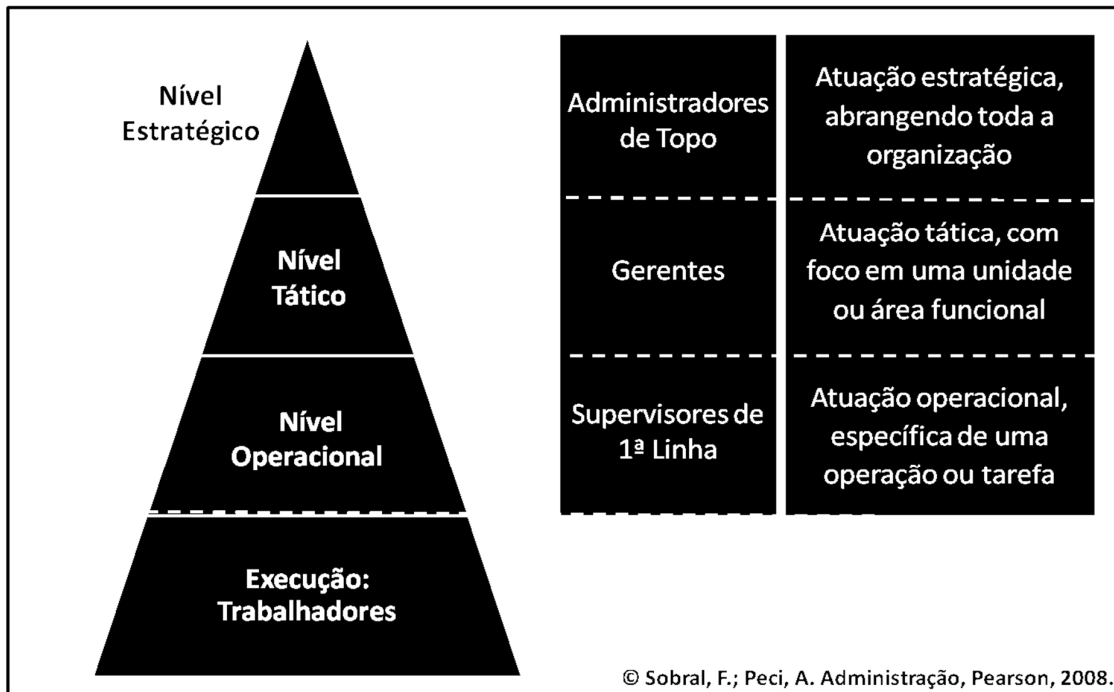 Nível
Estratégico
Nível
Tático
Nível
Operacional
Execução:
Trabalhadores
Administradores
de Topo
Atuação estratégica,
abrangendo toda a
organização
Gerentes
Atuação tática, com
foco em uma unidade
ou área funcional
Supervisores de
1ª Linha
Atuação operacional,
específica de uma
operação ou tarefa
© Sobral, F.; Peci, A. Administração, Pearson, 2008.